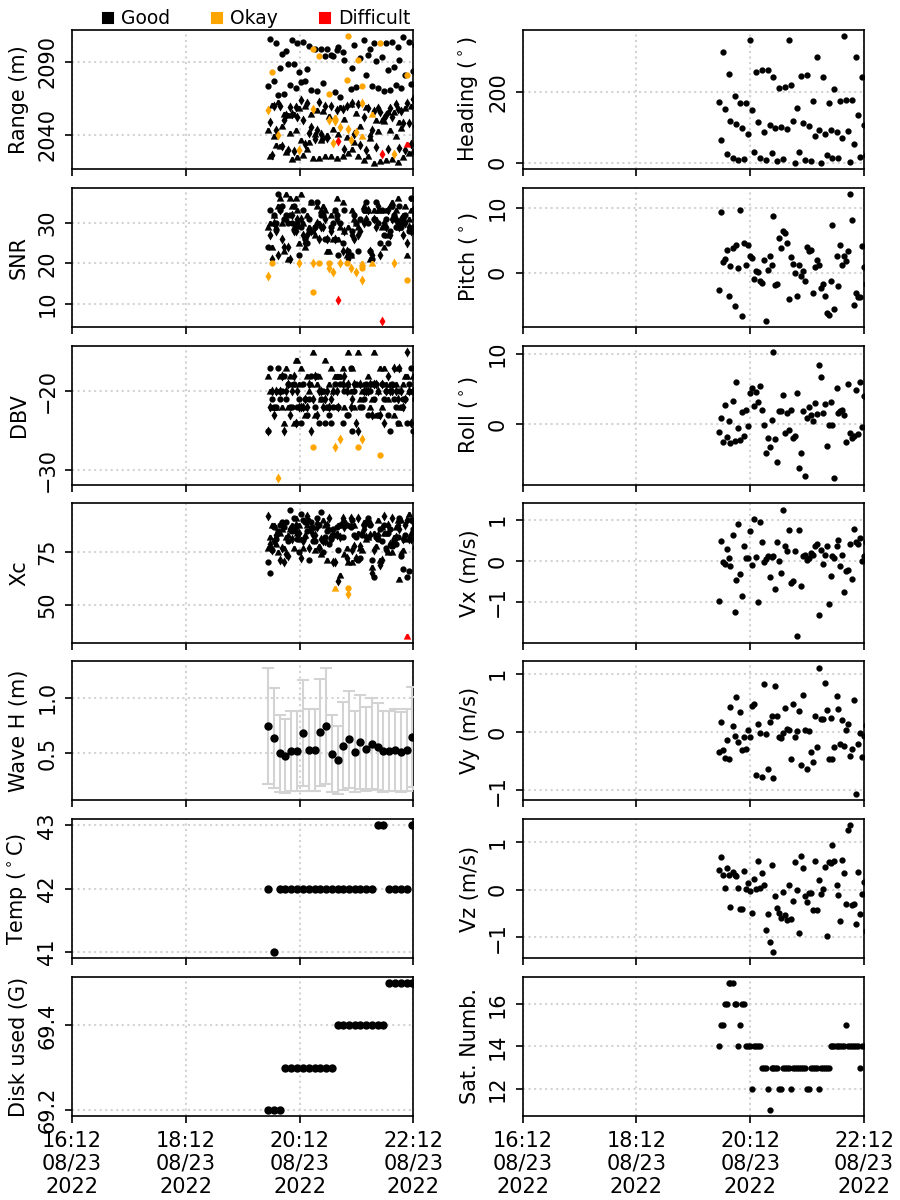 Good Okay Difficult
Range (m)
2090
2040
Heading (°)
200
0
SNR
30
20
10
Pitch (°)
10
0
DBV
−20
−30
Roll (°)
10
0
Xc
75
50
Vx (m/s)
1
0
−1
Wave H (m)
1.0
0.5
Vy (m/s)
1
0
−1
Temp (°C)
43
42
41
Vz (m/s)
1
0
−1
Disk used (G)
69.4
69.2
Sat. Numb.
16
14
12
16:12 18:12 20:12 22:12 16:12 18:12 20:12 22:12
08/23 08/23 08/23 08/23 08/23 08/23 08/23 08/23
2022 2022 2022 2022 2022 2022 2022 2022